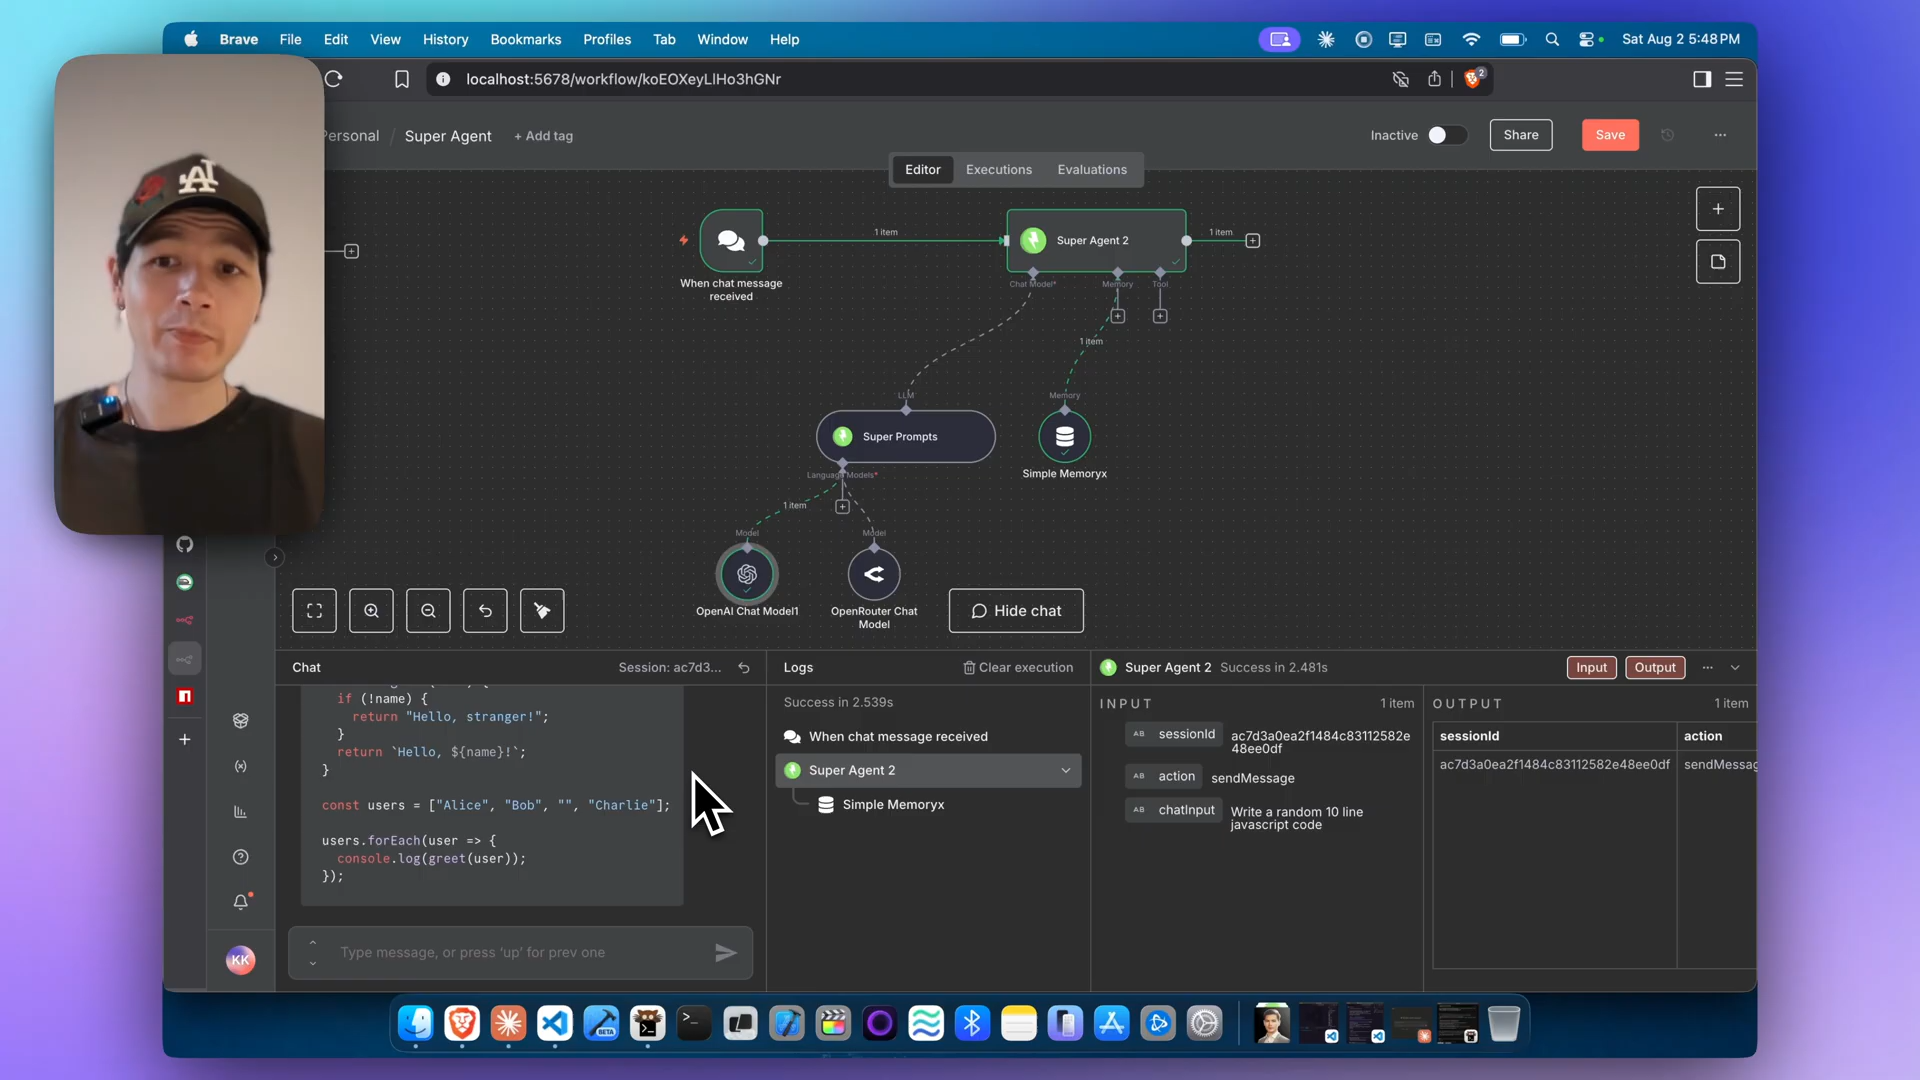 Brave File Edit View History Bookmarks Profiles Tab Window Help
Sat Aug 2 5:48 PM
localhost:5678/workflow/koEOXeyLlHo3hGNr
2
Personal / Super Agent + Add tag
Inactive
Share
Save
Editor Executions Evaluations
1 item
Super Agent 2
1 item
When chat message received
Chat Model*
Memory
Tool
1 item
LLM
Memory
Super Prompts
Simple Memoryx
Language Models*
1 item
Model
Model
OpenAI Chat Model1
OpenRouter Chat Model
Hide chat
Chat
Session: ac7d3...
Logs
Clear execution
Super Agent 2 Success in 2.481s
Input
Output
if (!name) {
return "Hello, stranger!";
}
return `Hello, ${name}!`;
}
const users = ["Alice", "Bob", "", "Charlie"];
users.forEach(user => {
console.log(greet(user));
});
Type message, or press ‘up’ for prev one
KK
Success in 2.539s
When chat message received
Super Agent 2
Simple Memoryx
INPUT
1 item
AB sessionId ac7d3a0ea2f1484c83112582e
48ee0df
AB action sendMessage
AB chatInput Write a random 10 line
javascript code
OUTPUT
1 item
sessionId action
ac7d3a0ea2f1484c83112582e48ee0df sendMessag